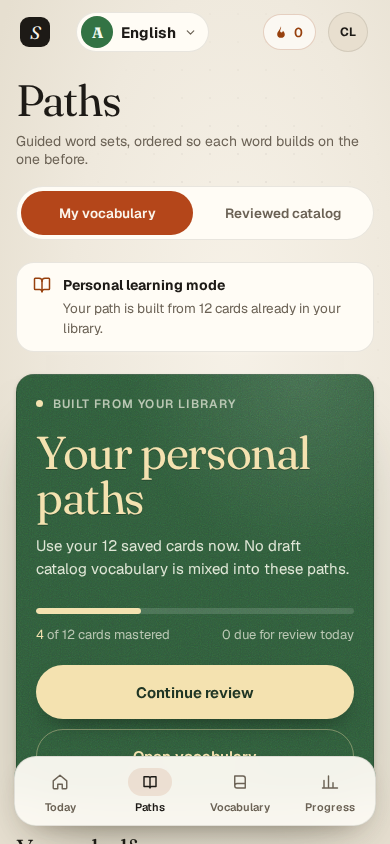 S
A English
0
CL
Paths
Guided word sets, ordered so each word builds on the
one before.
My vocabulary
Reviewed catalog
Personal learning mode
Your path is built from 12 cards already in your
library.
BUILT FROM YOUR LIBRARY
Your personal
paths
Use your 12 saved cards now. No draft
catalog vocabulary is mixed into these paths.
4 of 12 cards mastered
0 due for review today
Continue review
Open vocabulary
Today
Paths
Vocabulary
Progress